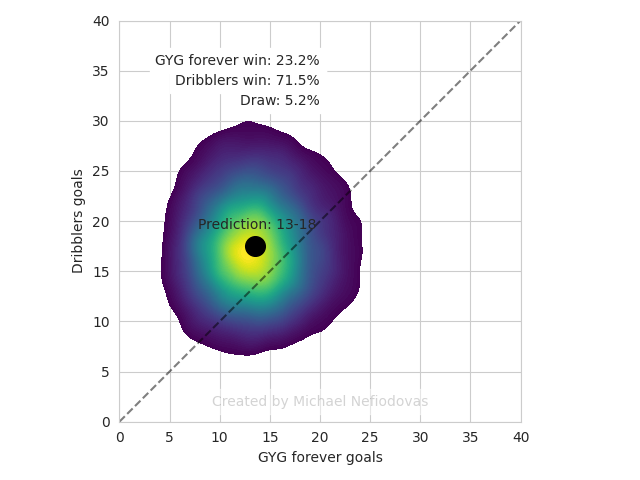 GYG forever win: 23.2%
Dribblers win: 71.5%
Draw: 5.2%
Prediction: 13-18
Created by Michael Nefiodovas
Dribblers goals
40
35
30
25
20
15
10
5
0
0 5 10 15 20 25 30 35 40
GYG forever goals